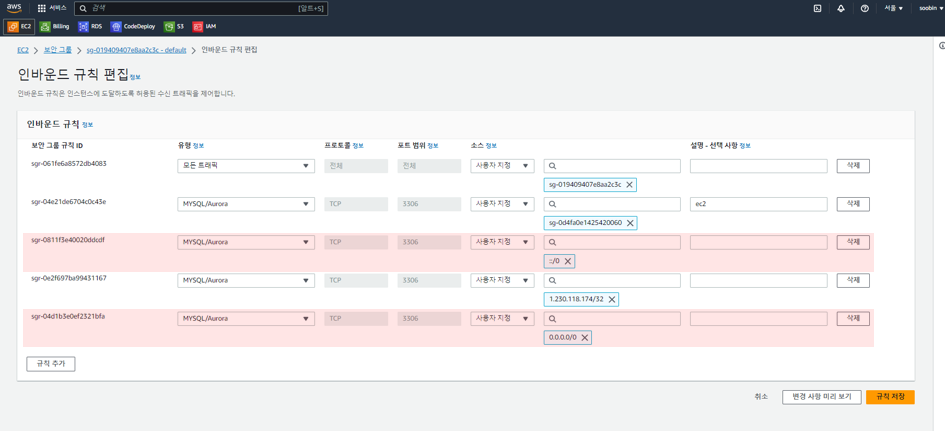 aws 서비스 검색 [알트+S] 서울 ▼ soobin ▼
EC2 Billing RDS CodeDeploy S3 IAM
EC2 > 보안 그룹 > sg-019409407e8aa2c3c - default > 인바운드 규칙 편집
인바운드 규칙 편집 정보
인바운드 규칙은 인스턴스에 도달하도록 허용된 수신 트래픽을 제어합니다.
인바운드 규칙 정보
보안 그룹 규칙 ID 유형 정보 프로토콜 정보 포트 범위 정보 소스 정보 설명 - 선택 사항 정보
sgr-061fe6a8572db4083 모든 트래픽 전체 전체 사용자 지정 삭제
sg-019409407e8aa2c3c
sgr-04e21de6704c0c43e MYSQL/Aurora TCP 3306 사용자 지정 ec2 삭제
sg-0d4fa0e1425420060
sgr-0811f3e40020ddcdf MYSQL/Aurora TCP 3306 사용자 지정 삭제
::/0
sgr-0e2f697ba99431167 MYSQL/Aurora TCP 3306 사용자 지정 삭제
1.230.118.174/32
sgr-04d1b3e0ef2321bfa MYSQL/Aurora TCP 3306 사용자 지정 삭제
0.0.0.0/0
규칙 추가
취소 변경 사항 미리 보기 규칙 저장